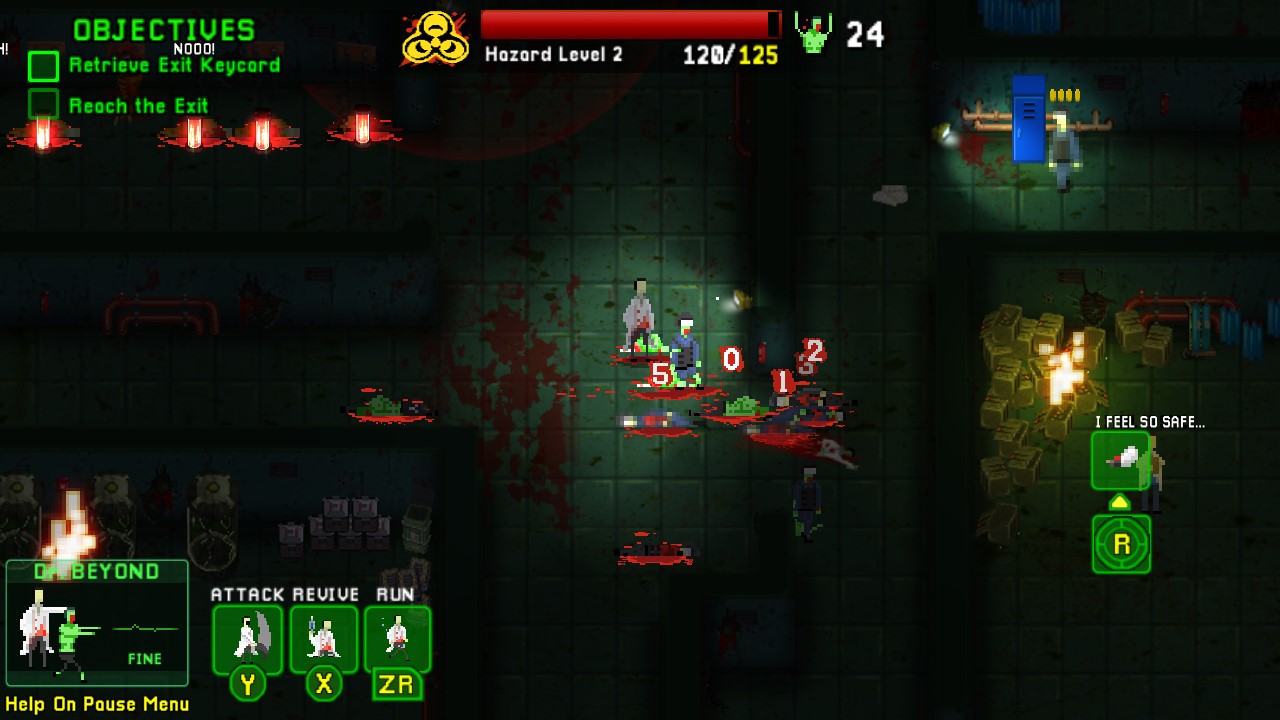 OBJECTIVES
H!
NOOO!
Retrieve Exit Keycard
Reach the Exit
Hazard Level 2
120/125
24
0
2
3
5
1
I FEEL SO SAFE...
R
BEYOND
FINE
ATTACK REVIVE RUN
Y X ZR
Help On Pause Menu